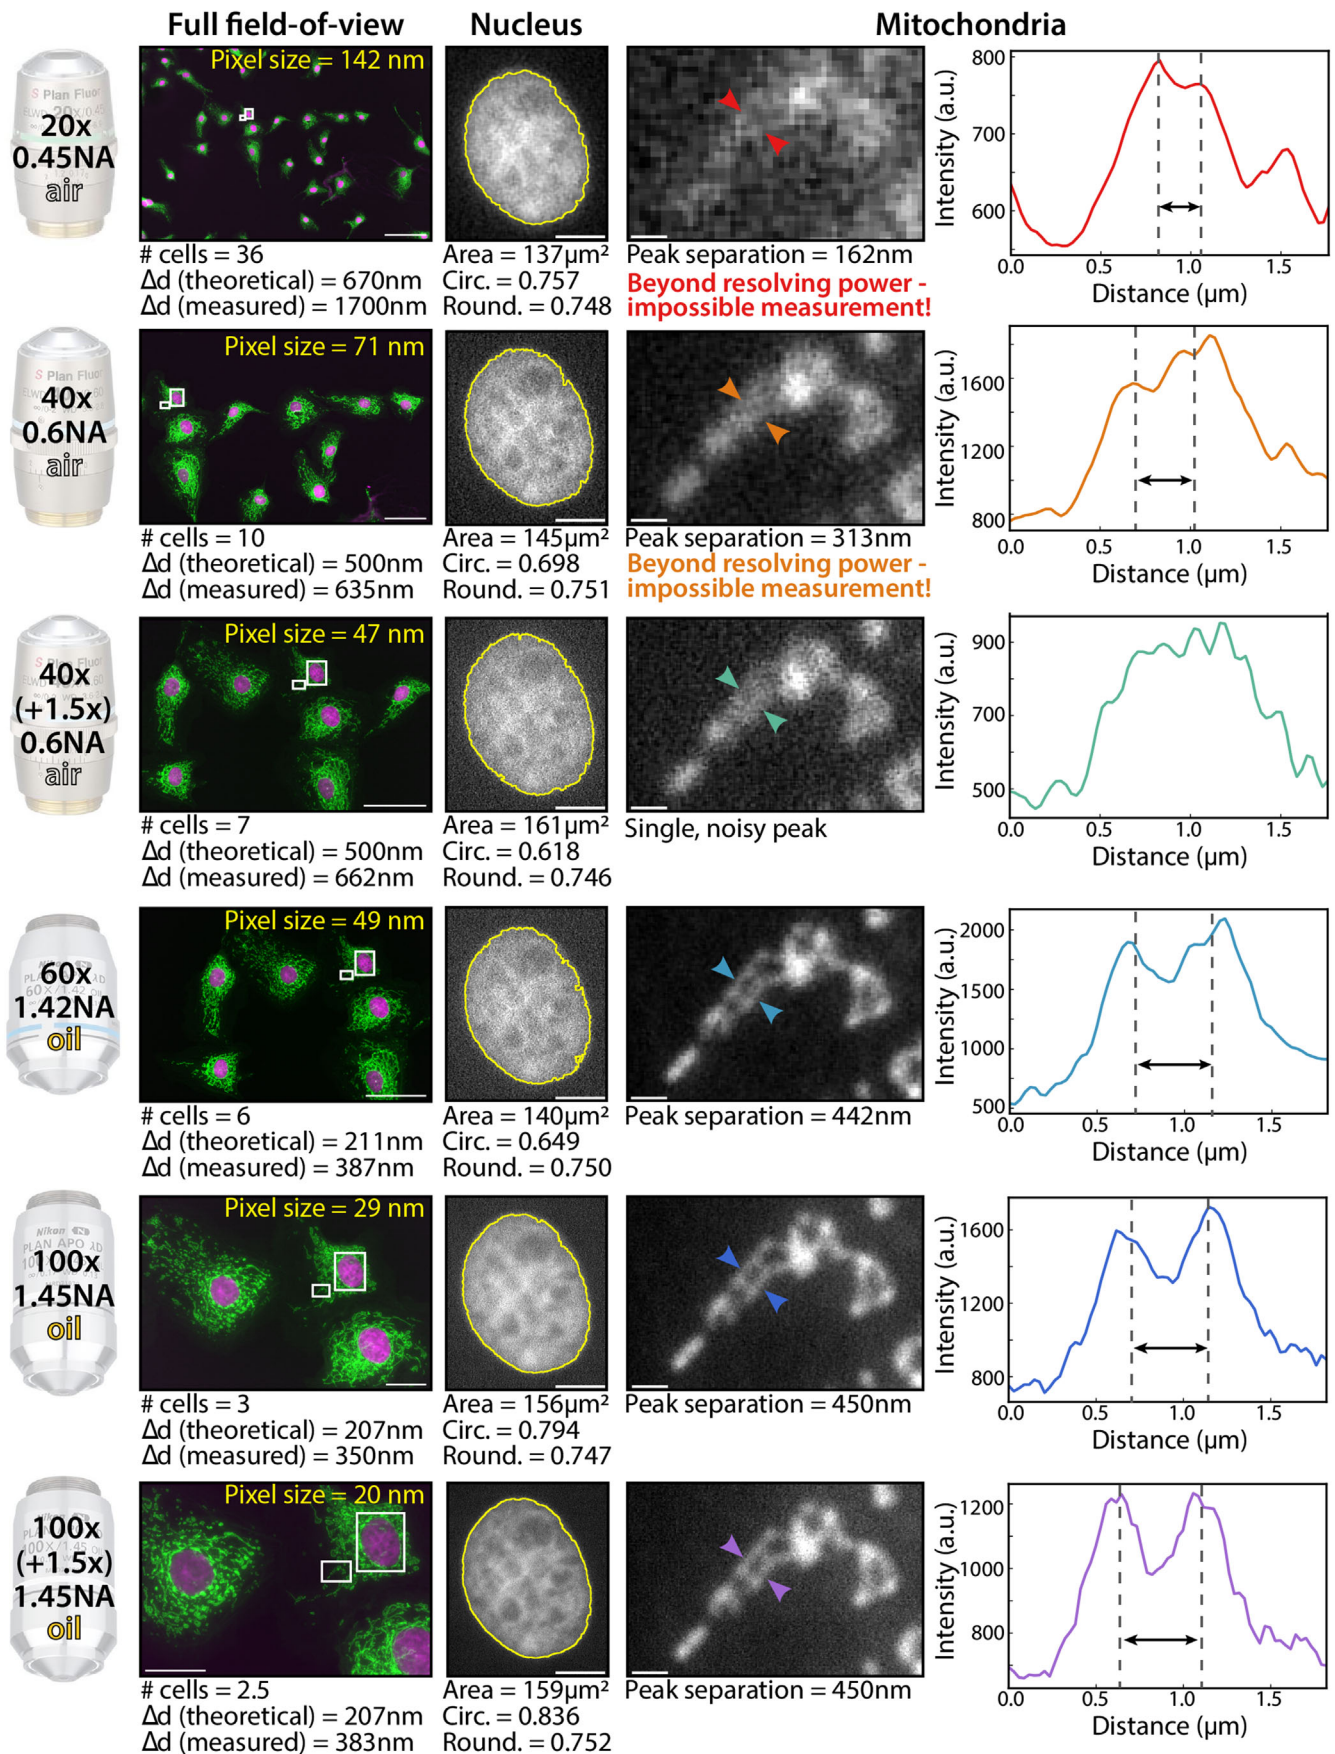 Full field-of-view Nucleus Mitochondria
20x
0.45NA
air
Pixel size = 142 nm
# cells = 36
Δd (theoretical) = 670nm
Δd (measured) = 1700nm
Area = 137μm²
Circ. = 0.757
Round. = 0.748
Peak separation = 162nm
Beyond resolving power -
impossible measurement!
Intensity (a.u.)
800
700
600
0.0 0.5 1.0 1.5
Distance (μm)
40x
0.6NA
air
Pixel size = 71 nm
# cells = 10
Δd (theoretical) = 500nm
Δd (measured) = 635nm
Area = 145μm²
Circ. = 0.698
Round. = 0.751
Peak separation = 313nm
Beyond resolving power -
impossible measurement!
Intensity (a.u.)
1600
1200
800
0.0 0.5 1.0 1.5
Distance (μm)
40x
(+1.5x)
0.6NA
air
Pixel size = 47 nm
# cells = 7
Δd (theoretical) = 500nm
Δd (measured) = 662nm
Area = 161μm²
Circ. = 0.618
Round. = 0.746
Single, noisy peak
Intensity (a.u.)
900
700
500
0.0 0.5 1.0 1.5
Distance (μm)
60x
1.42NA
oil
Pixel size = 49 nm
# cells = 6
Δd (theoretical) = 211nm
Δd (measured) = 387nm
Area = 140μm²
Circ. = 0.649
Round. = 0.750
Peak separation = 442nm
Intensity (a.u.)
2000
1500
1000
500
0.0 0.5 1.0 1.5
Distance (μm)
Nikon
PLAN APO λD
100x
1.45NA
oil
Pixel size = 29 nm
# cells = 3
Δd (theoretical) = 207nm
Δd (measured) = 350nm
Area = 156μm²
Circ. = 0.794
Round. = 0.747
Peak separation = 450nm
Intensity (a.u.)
1600
1200
800
0.0 0.5 1.0 1.5
Distance (μm)
100x
(+1.5x)
1.45NA
oil
Pixel size = 20 nm
# cells = 2.5
Δd (theoretical) = 207nm
Δd (measured) = 383nm
Area = 159μm²
Circ. = 0.836
Round. = 0.752
Peak separation = 450nm
Intensity (a.u.)
1200
1000
800
0.0 0.5 1.0 1.5
Distance (μm)